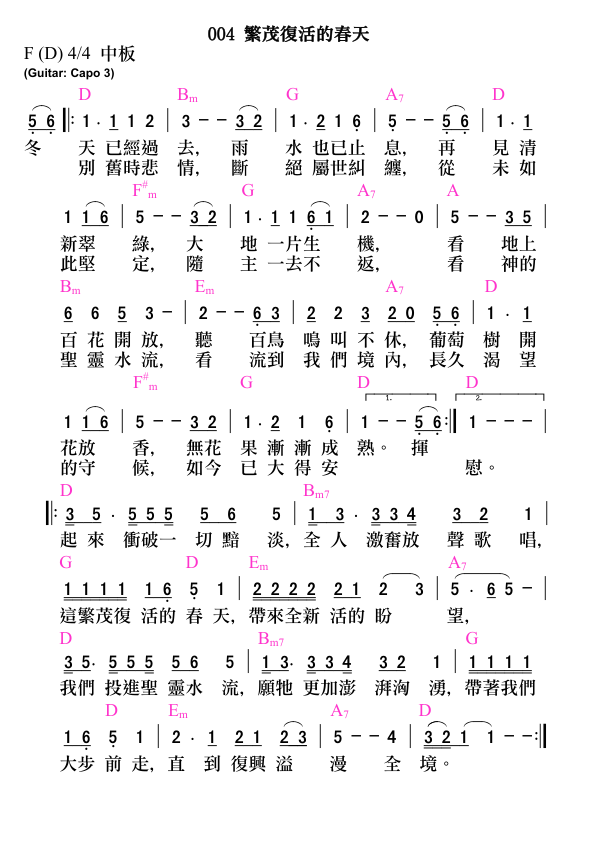 004 繁茂復活的春天
F (D) 4/4 中板
(Guitar: Capo 3)
D Bm G A7 D
5 6 ‖: 1 · 1 1 2 | 3 - - 3 2 | 1 · 2 1 6 | 5 - - 5 6 | 1 · 1
冬 天 已經過 去, 雨 水 也已止 息, 再 見 清
別 舊時悲 情, 斷 絕 屬世糾 纏, 從 未 如
F#m G A7 A
1 1 6 | 5 - - 3 2 | 1 · 1 1 6 1 | 2 - - 0 | 5 - - 3 5 |
新翠 綠, 大 地 一片生 機, 看 地上
此堅 定, 隨 主 一去不 返, 看 神的
Bm Em A7 D
6 6 5 3 - | 2 - - 6 3 | 2 2 3 2 0 5 6 | 1 · 1
百 花 開 放, 聽 百鳥 鳴 叫 不 休, 葡萄 樹 開
聖 靈 水 流, 看 流到 我 們 境 內, 長久 渴 望
F#m G D D
1. 2.
1 1 6 | 5 - - 3 2 | 1 · 2 1 6 | 1 - - 5 6 :‖ 1 - - - |
花放 香, 無花 果 漸 漸 成 熟。 揮
的守 候, 如今 已 大 得 安 慰。
D Bm7
‖: 3 5 · 5 5 5 5 6 5 | 1 3 · 3 3 4 3 2 1 |
起 來 衝破一 切 黯 淡, 全 人 激奮放 聲 歌 唱,
G D Em A7
1 1 1 1 1 6 5 1 | 2 2 2 2 2 1 2 3 | 5 · 6 5 - |
這繁茂復 活的 春 天, 帶來全新 活的 盼 望,
D Bm7 G
3 5 · 5 5 5 5 6 5 | 1 3 · 3 3 4 3 2 1 | 1 1 1 1
我們 投進聖 靈水 流, 願牠 更加澎 湃洶 湧, 帶著我們
D Em A7 D
1 6 5 1 | 2 · 1 2 1 2 3 | 5 - - 4 | 3 2 1 1 - - :‖
大步 前 走, 直 到 復興 溢 漫 全 境。